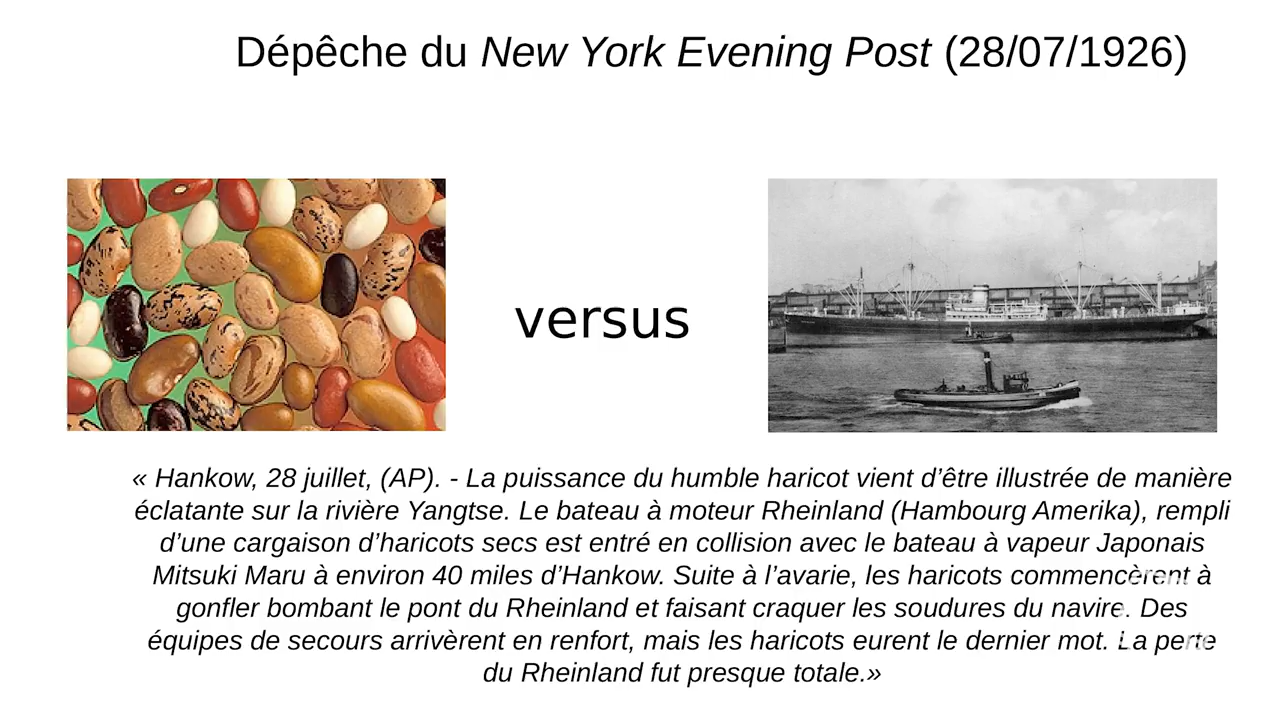 Dépêche du New York Evening Post (28/07/1926)
versus
« Hankow, 28 juillet, (AP). - La puissance du humble haricot vient d’être illustrée de manière
éclatante sur la rivière Yangtse. Le bateau à moteur Rheinland (Hambourg Amerika), rempli
d’une cargaison d’haricots secs est entré en collision avec le bateau à vapeur Japonais
Mitsuki Maru à environ 40 miles d’Hankow. Suite à l’avarie, les haricots commencèrent à
gonfler bombant le pont du Rheinland et faisant craquer les soudures du navire. Des
équipes de secours arrivèrent en renfort, mais les haricots eurent le dernier mot. La perte
du Rheinland fut presque totale.»